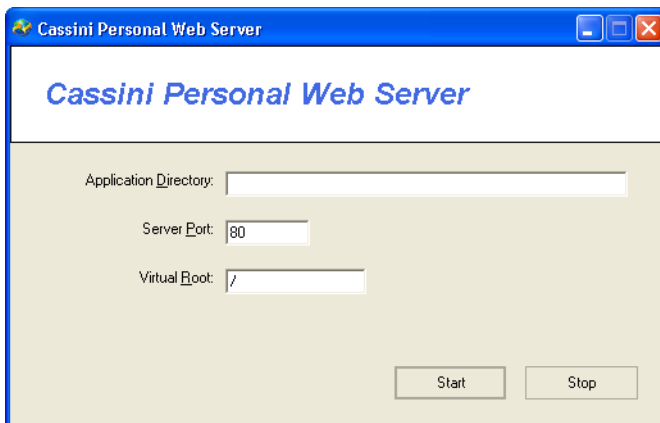 Cassini Personal Web Server
Cassini Personal Web Server
Application Directory:
Server Port: 80
Virtual Root: /
Start Stop